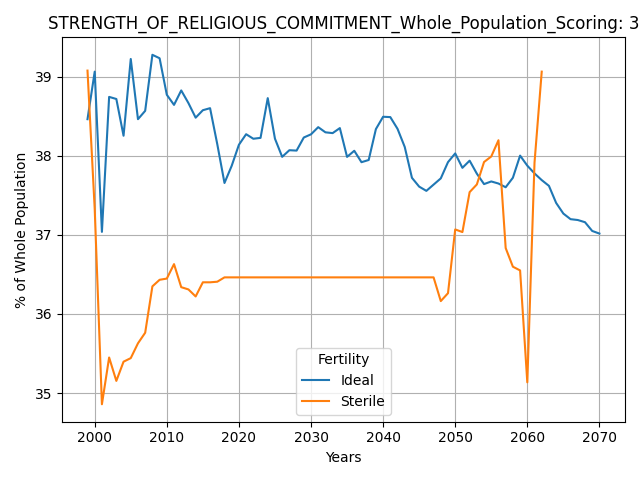 STRENGTH_OF_RELIGIOUS_COMMITMENT_Whole_Population_Scoring: 3
% of Whole Population
39
38
37
36
35
Fertility
Ideal
Sterile
2000 2010 2020 2030 2040 2050 2060 2070
Years